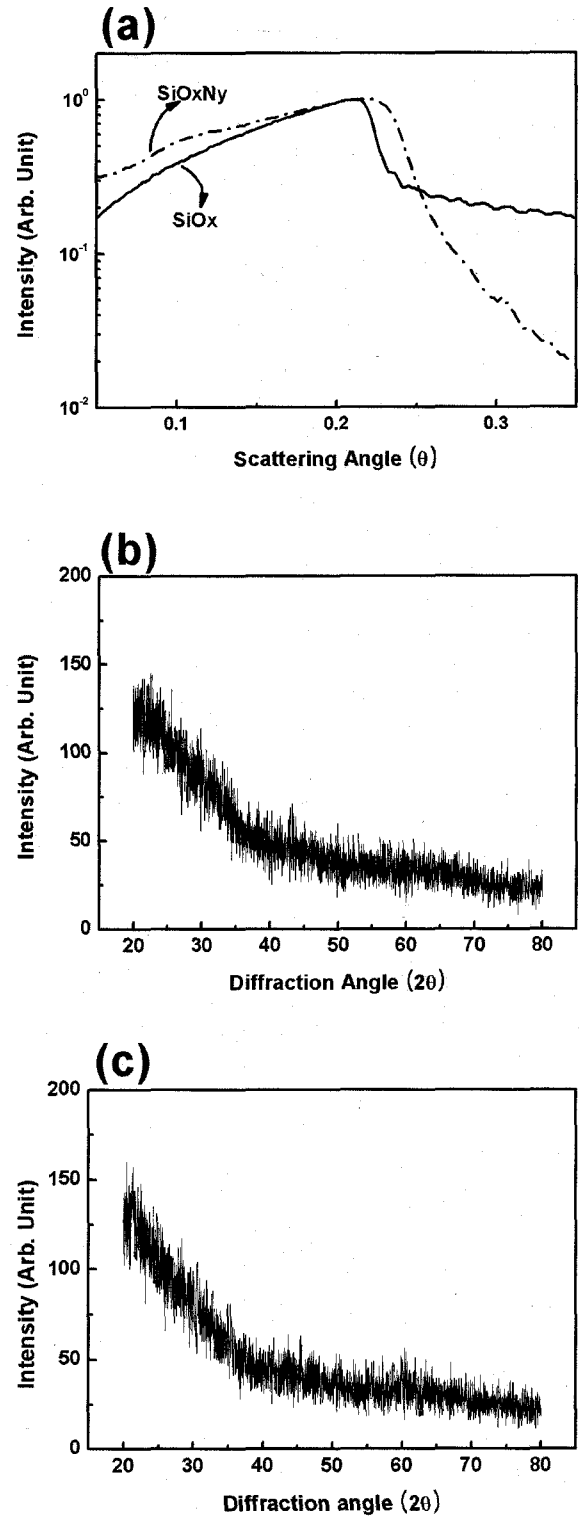 (a)
SiOxNy
SiOx
10⁰
10⁻¹
10⁻²
Intensity (Arb. Unit)
0.1 0.2 0.3
Scattering Angle (θ)
(b)
200
150
100
50
0
Intensity (Arb. Unit)
20 30 40 50 60 70 80
Diffraction Angle (2θ)
(c)
200
150
100
50
0
Intensity (Arb. Unit)
20 30 40 50 60 70 80
Diffraction angle (2θ)